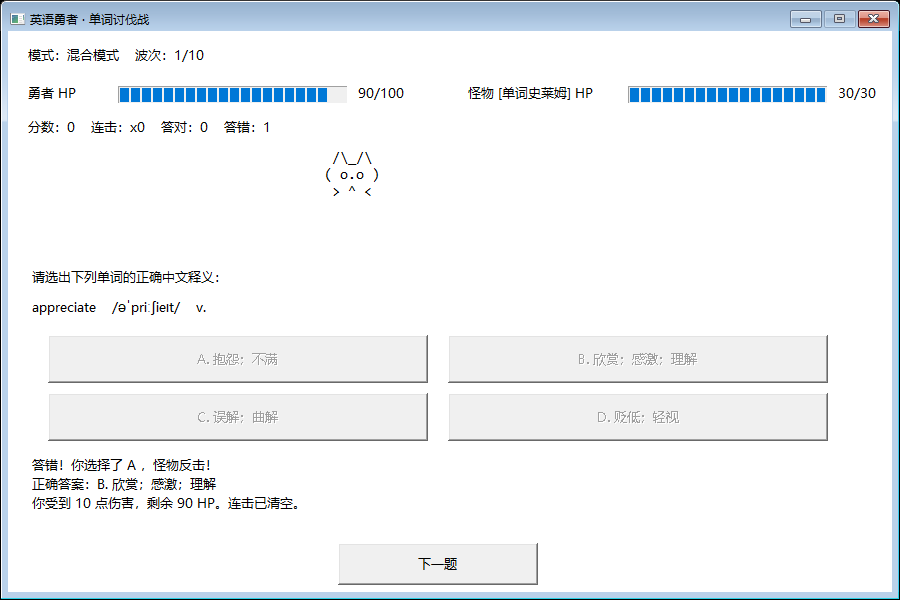 英语勇者 · 单词讨伐战
模式：混合模式 波次：1/10
勇者 HP 90/100 怪物 [单词史莱姆] HP 30/30
分数：0 连击：x0 答对：0 答错：1
/\_/\
( o.o )
> ^ <
请选出下列单词的正确中文释义：
appreciate /əˈpriːʃieɪt/ v.
A. 抱怨；不满
B. 欣赏；感激；理解
C. 误解；曲解
D. 贬低；轻视
答错！你选择了 A ，怪物反击！
正确答案：B. 欣赏；感激；理解
你受到 10 点伤害，剩余 90 HP。连击已清空。
下一题